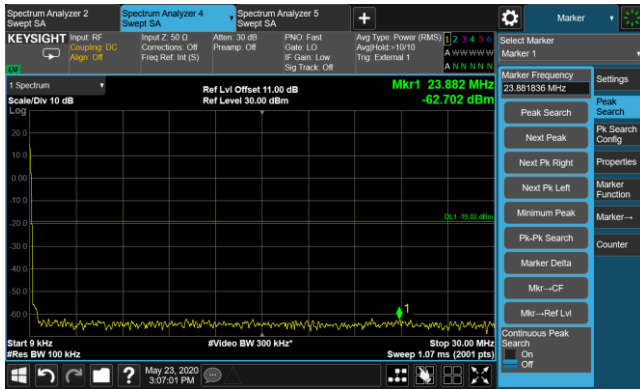 Spectrum Analyzer 2
Swept SA
Spectrum Analyzer 4
Swept SA
Spectrum Analyzer 5
Swept SA
Marker
KEYSIGHT
Input: RF
Coupling: DC
Align: Off
Input Z: 50 Ω
Corrections: Off
Freq Ref: Int (S)
Atten: 30 dB
Preamp: Off
PNO: Fast
Gate: LO
IF Gain: Low
Sig Track: Off
Avg Type: Power (RMS)
Avg|Hold >10/10
Trig: External 1
1 2 3 4 5 6
A W W W W W
A N N N N N
Select Marker
Marker 1
1 Spectrum
Scale/Div 10 dB
Log
Ref Lvl Offset 11.00 dB
Ref Level 30.00 dBm
Mkr1 23.882 MHz
-62.702 dBm
20.0
10.0
0.00
-10.0
-20.0
-30.0
-40.0
-50.0
-60.0
DL1 -19.02 dBm
1
Start 9 kHz
#Res BW 100 kHz
#Video BW 300 kHz*
Stop 30.00 MHz
Sweep 1.07 ms (2001 pts)
Marker Frequency
23.881836 MHz
Peak Search
Next Peak
Next Pk Right
Next Pk Left
Minimum Peak
Pk-Pk Search
Marker Delta
Mkr→CF
Mkr→Ref Lvl
Continuous Peak
Search
On
Off
Settings
Peak
Search
Pk Search
Config
Properties
Marker
Function
Marker→
Counter
?
May 23, 2020
3:07:01 PM